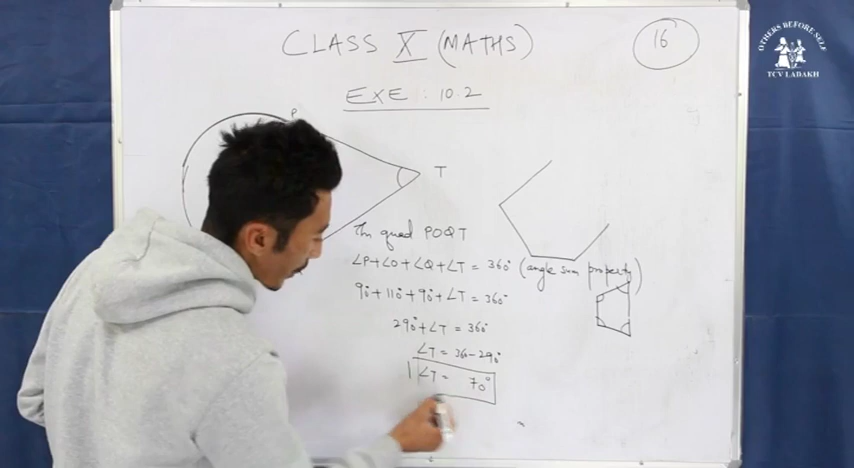 CLASS X (MATHS)
16
EXE : 10.2
P
T
In quad POQT
∠P+∠O+∠Q+∠T = 360° (angle sum property)
90°+110°+90°+∠T = 360°
290°+∠T = 360°
∠T = 360-290°
∠T = 70°
OTHERS BEFORE SELF
TCV LADAKH